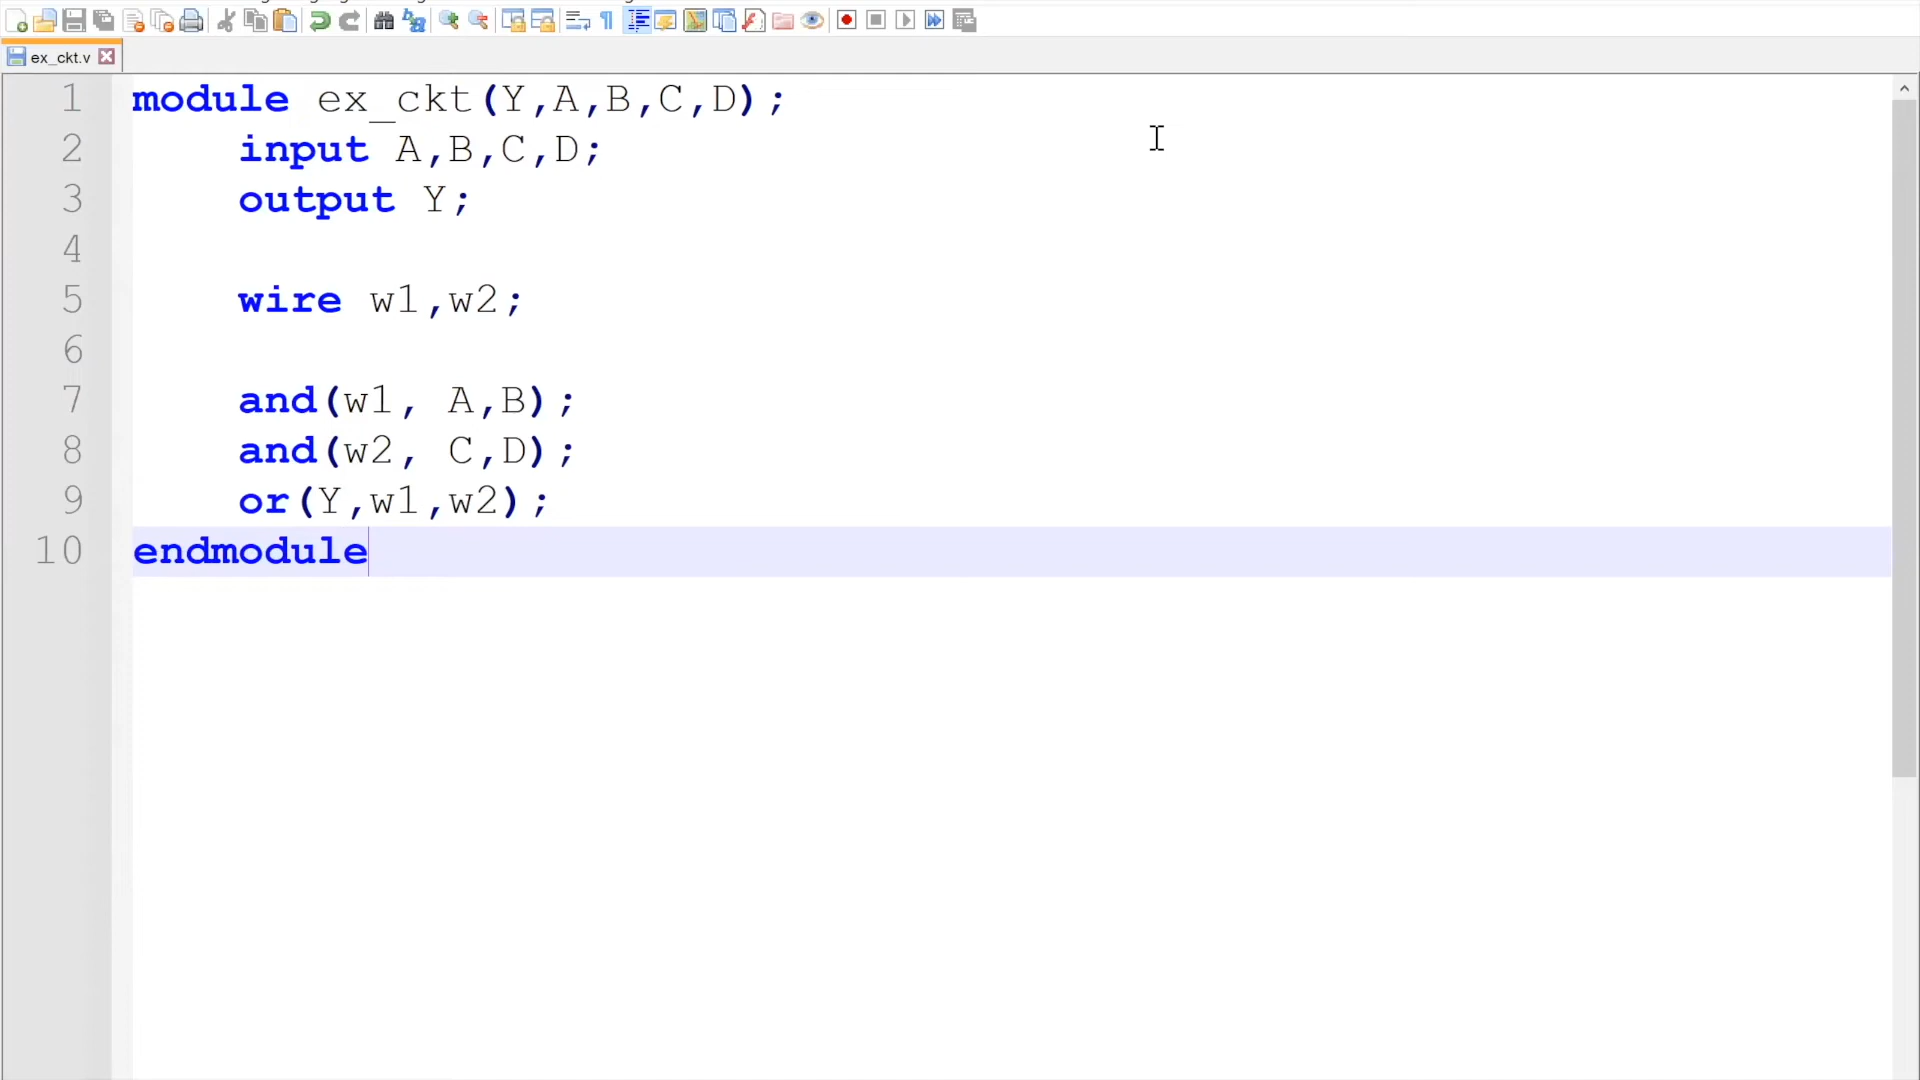 ex_ckt.v
1 module ex_ckt(Y,A,B,C,D);
2     input A,B,C,D;
3     output Y;
4
5     wire w1,w2;
6
7     and(w1, A,B);
8     and(w2, C,D);
9     or(Y,w1,w2);
10 endmodule